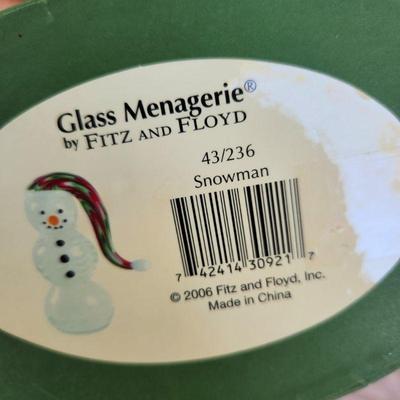 Glass Menagerie®
by FITZ AND FLOYD
43/236
Snowman
7 42414 30921 7
© 2006 Fitz and Floyd, Inc.
Made in China